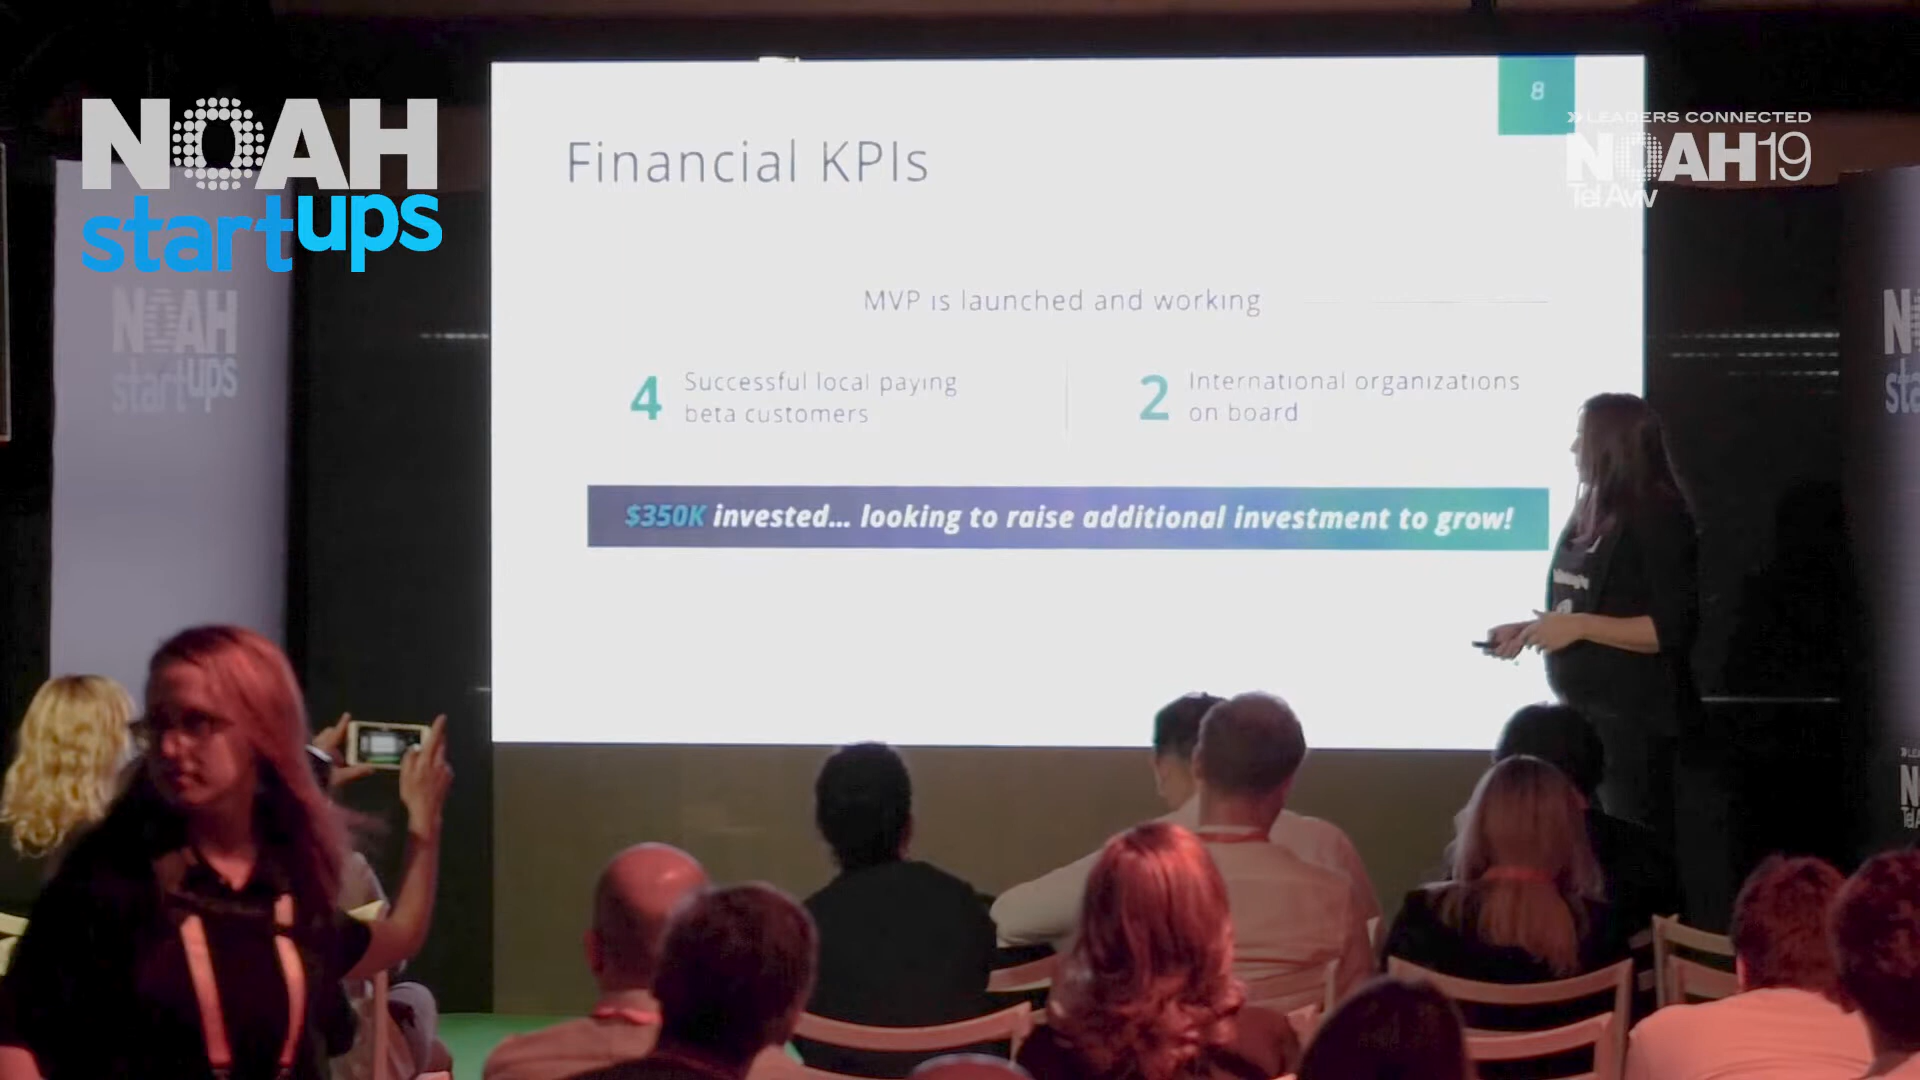 NOAH
startups
NOAH
startups
8
LEADERS CONNECTED
NOAH19
Tel Aviv
Financial KPIs
MVP is launched and working
4 Successful local paying
beta customers
2 International organizations
on board
$350K invested... looking to raise additional investment to grow!